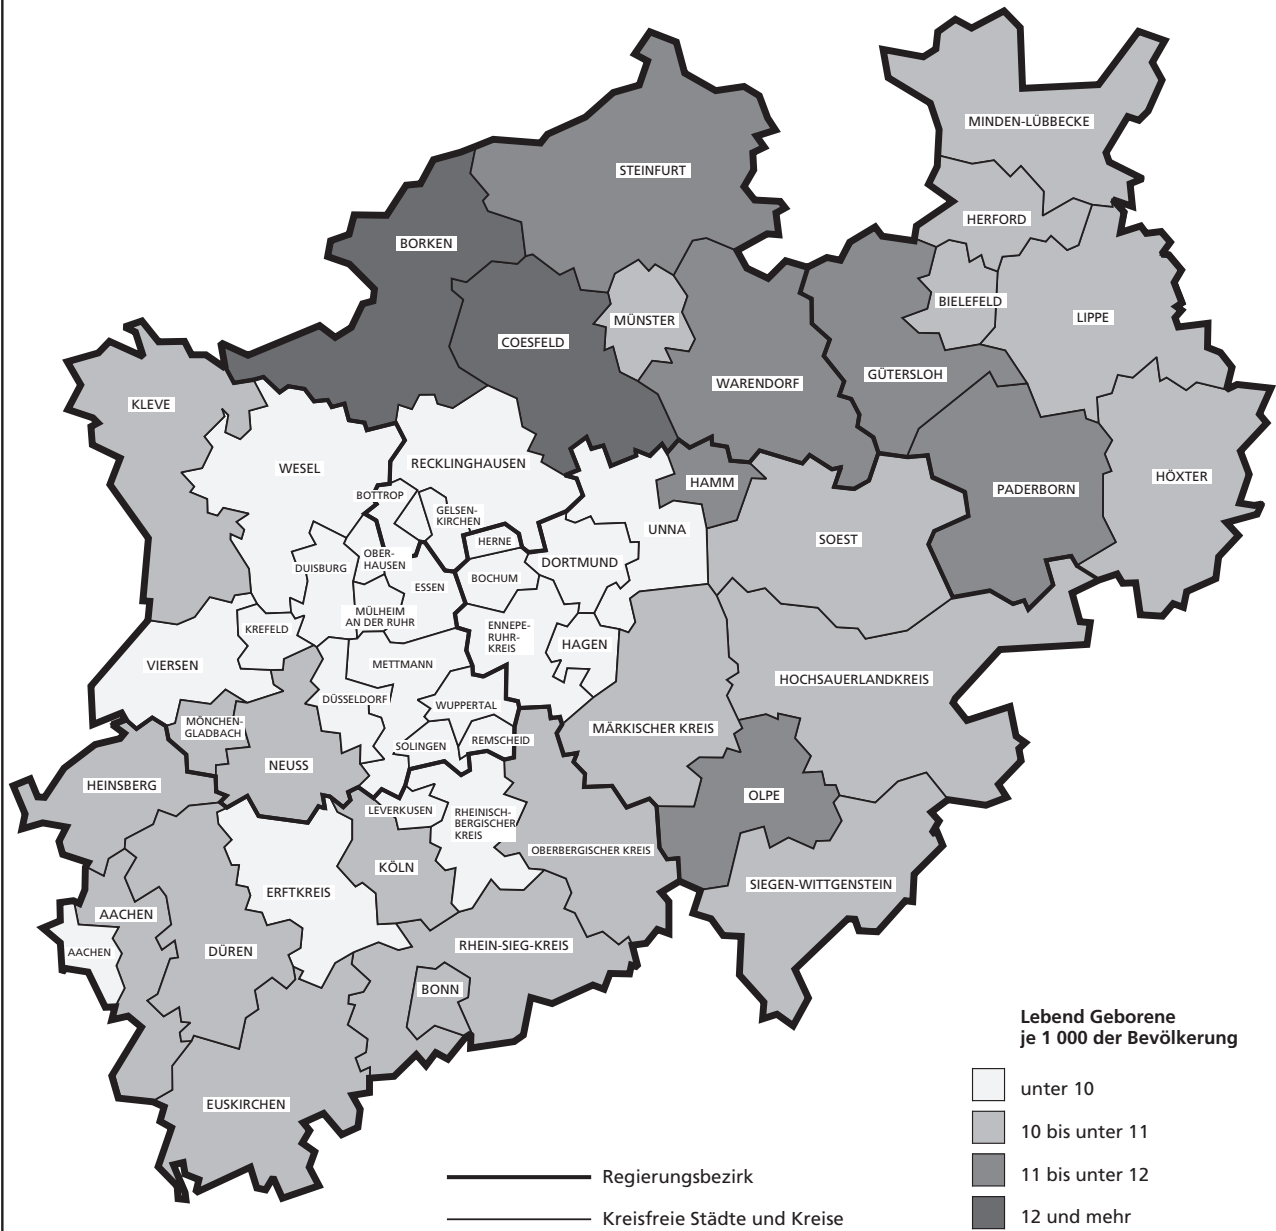 MINDEN-LÜBBECKE
STEINFURT
HERFORD
BORKEN
BIELEFELD
LIPPE
MÜNSTER
COESFELD
GÜTERSLOH
WARENDORF
KLEVE
RECKLINGHAUSEN
WESEL
HÖXTER
HAMM
PADERBORN
BOTTROP
GELSEN-
KIRCHEN
UNNA
SOEST
HERNE
OBER-
HAUSEN
DORTMUND
DUISBURG
BOCHUM
ESSEN
MÜLHEIM
AN DER RUHR
KREFELD
ENNEPE-
RUHR-
KREIS
HAGEN
VIERSEN
METTMANN
HOCHSAUERLANDKREIS
DÜSSELDORF
WUPPERTAL
MÖNCHEN-
GLADBACH
MÄRKISCHER KREIS
REMSCHEID
SOLINGEN
NEUSS
HEINSBERG
OLPE
LEVERKUSEN
RHEINISCH-
BERGISCHER
KREIS
OBERBERGISCHER KREIS
KÖLN
SIEGEN-WITTGENSTEIN
ERFTKREIS
AACHEN
RHEIN-SIEG-KREIS
AACHEN
DÜREN
BONN
EUSKIRCHEN
Lebend Geborene
je 1 000 der Bevölkerung
unter 10
10 bis unter 11
11 bis unter 12
12 und mehr
Regierungsbezirk
Kreisfreie Städte und Kreise